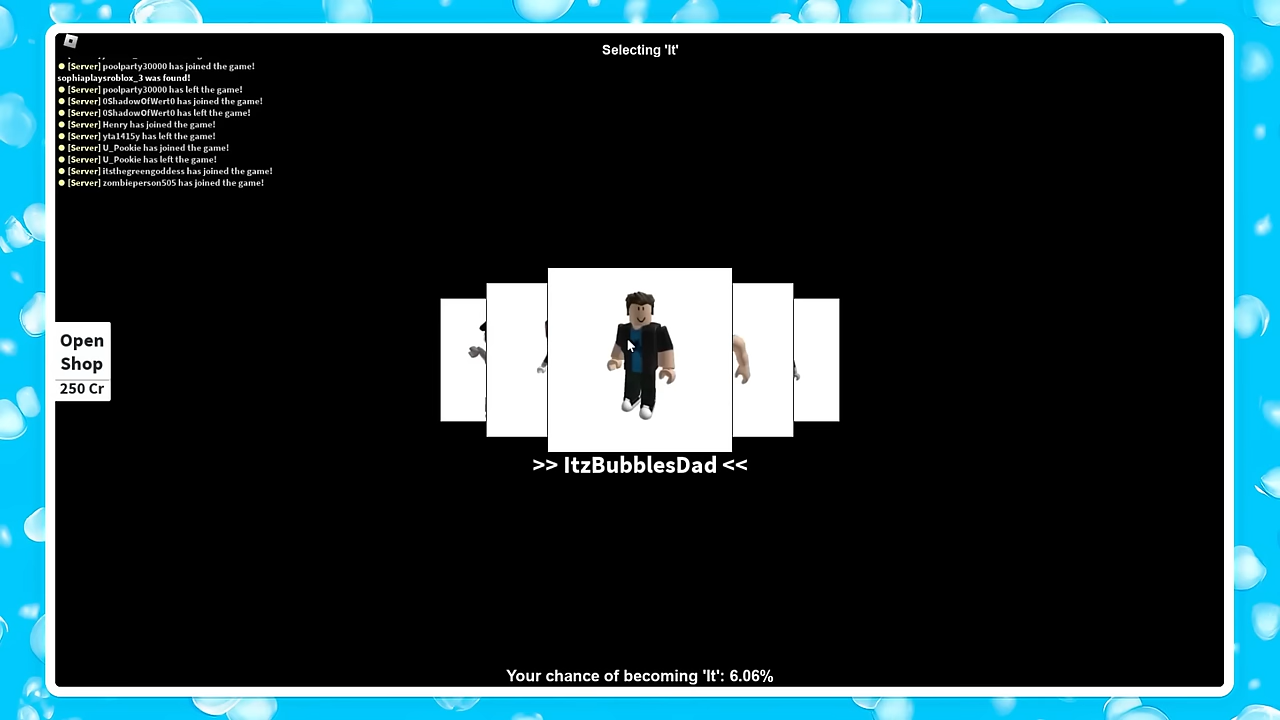 Selecting 'It'
[Server] poolparty30000 has joined the game!
sophiaplaysroblox_3 was found!
[Server] poolparty30000 has left the game!
[Server] 0ShadowOfWert0 has joined the game!
[Server] 0ShadowOfWert0 has left the game!
[Server] Henry has joined the game!
[Server] yta1415y has left the game!
[Server] U_Pookie has joined the game!
[Server] U_Pookie has left the game!
[Server] itsthegreengoddess has joined the game!
[Server] zombieperson505 has joined the game!
Open
Shop
250 Cr
>> ItzBubblesDad <<
Your chance of becoming 'It': 6.06%